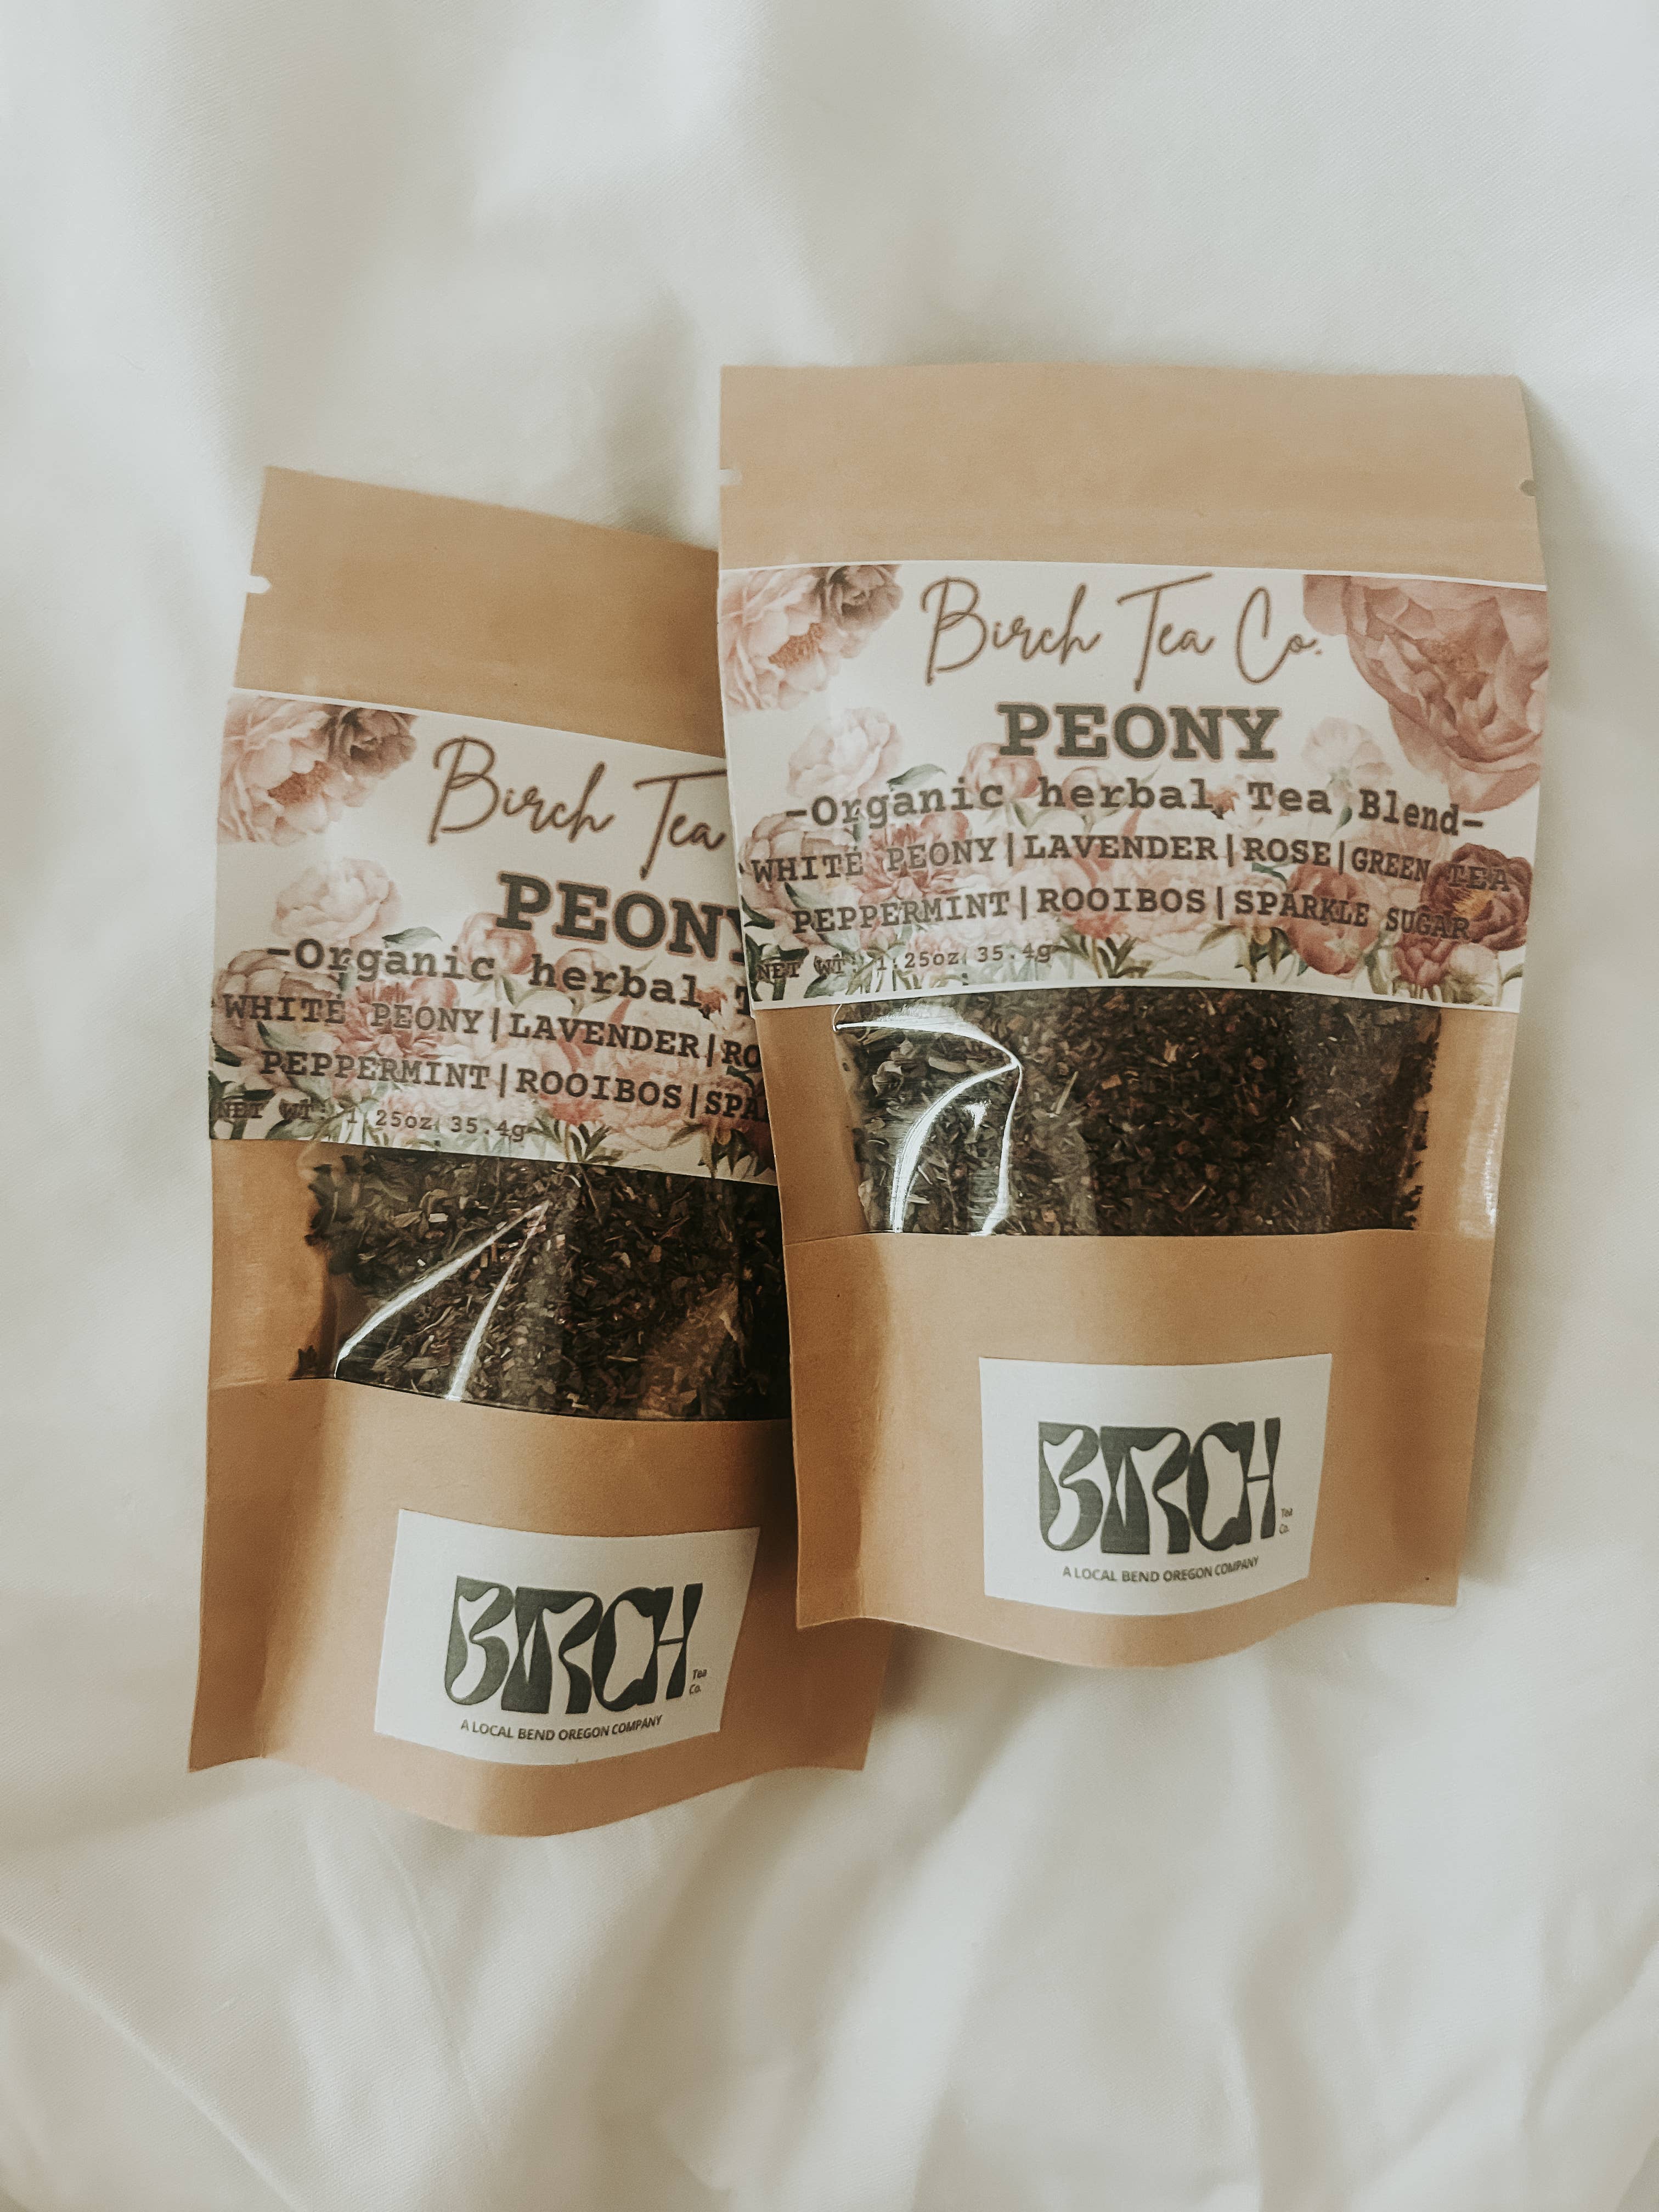 Birch Tea
PEONY
-Organic herbal T
WHITE PEONY|LAVENDER|RO
PEPPERMINT|ROOIBOS|SPA
NET WT: 1.25oz 35.4g
BIRCH
Tea
Co.
A LOCAL BEND OREGON COMPANY
Birch Tea Co.
PEONY
-Organic herbal Tea Blend-
WHITE PEONY|LAVENDER|ROSE|GREEN TEA
PEPPERMINT|ROOIBOS|SPARKLE SUGAR
NET WT: 1.25oz 35.4g
BIRCH
Tea
Co.
A LOCAL BEND OREGON COMPANY